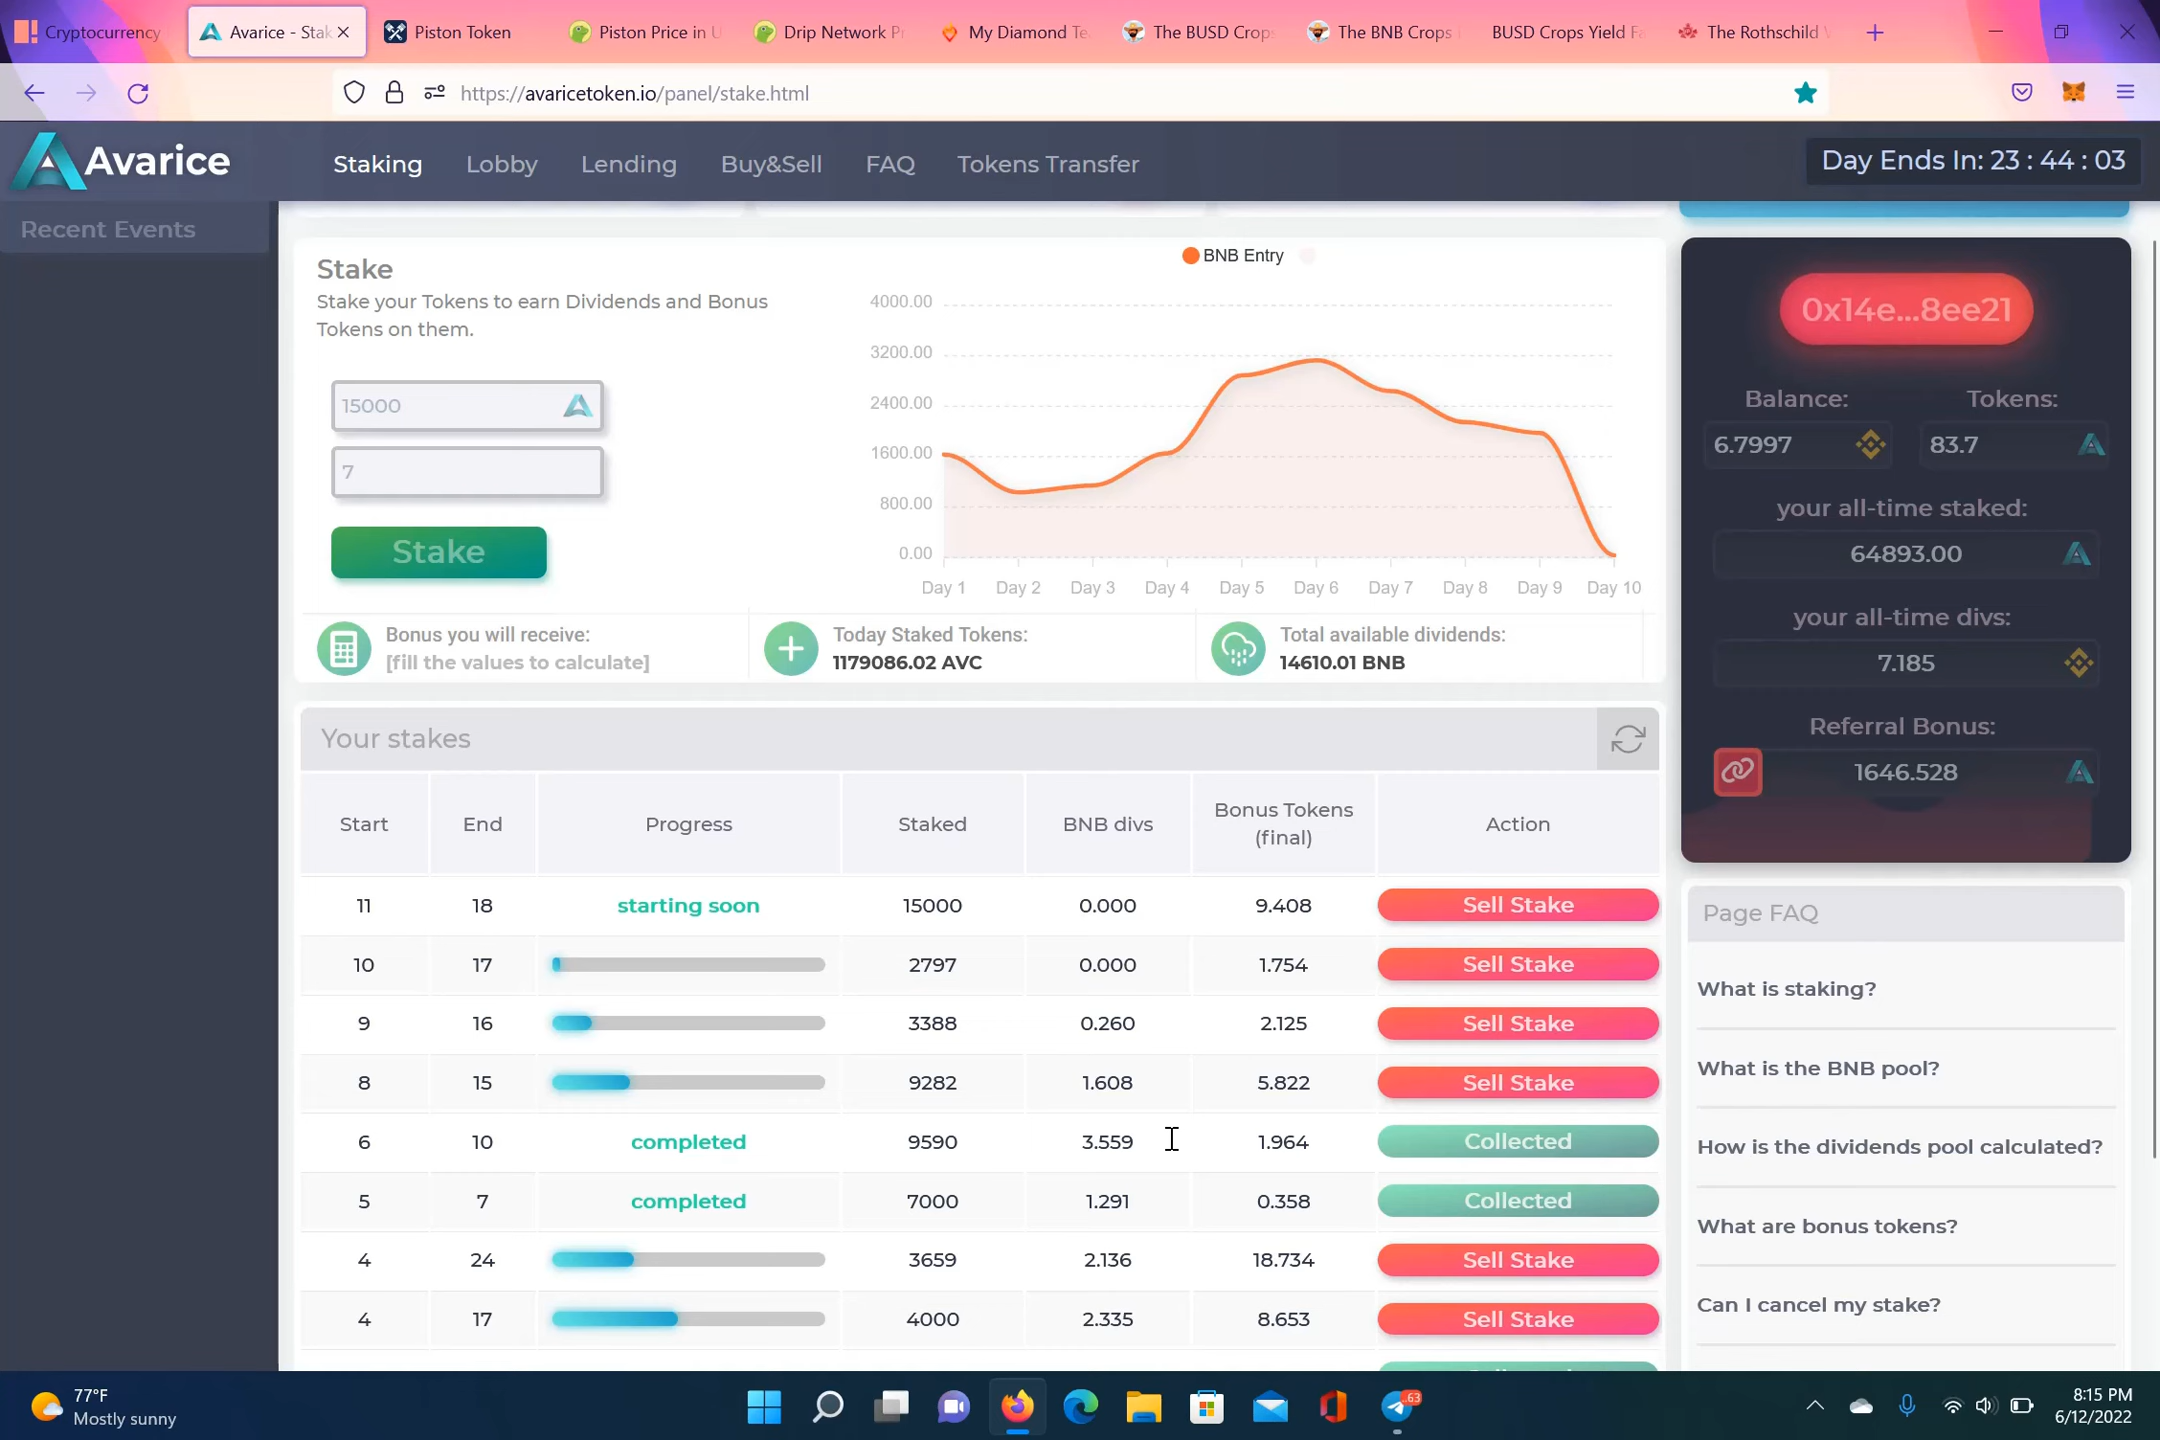 Cryptocurrency
Avarice - Stak
Piston Token
Piston Price in U
Drip Network Pr
My Diamond Te
The BUSD Crops
The BNB Crops
BUSD Crops Yield Fa
The Rothschild W
https://avaricetoken.io/panel/stake.html
Avarice
Staking
Lobby
Lending
Buy&Sell
FAQ
Tokens Transfer
Day Ends In: 23 : 44 : 03
Recent Events
Stake
Stake your Tokens to earn Dividends and Bonus
Tokens on them.
15000
7
Stake
BNB Entry
4000.00
3200.00
2400.00
1600.00
800.00
0.00
Day 1 Day 2 Day 3 Day 4 Day 5 Day 6 Day 7 Day 8 Day 9 Day 10
Bonus you will receive:
[fill the values to calculate]
Today Staked Tokens:
1179086.02 AVC
Total available dividends:
14610.01 BNB
0x14e...8ee21
Balance: Tokens:
6.7997 83.7
your all-time staked:
64893.00
your all-time divs:
7.185
Referral Bonus:
1646.528
Your stakes
Start End Progress Staked BNB divs Bonus Tokens (final) Action
11 18 starting soon 15000 0.000 9.408 Sell Stake
10 17 2797 0.000 1.754 Sell Stake
9 16 3388 0.260 2.125 Sell Stake
8 15 9282 1.608 5.822 Sell Stake
6 10 completed 9590 3.559 1.964 Collected
5 7 completed 7000 1.291 0.358 Collected
4 24 3659 2.136 18.734 Sell Stake
4 17 4000 2.335 8.653 Sell Stake
Page FAQ
What is staking?
What is the BNB pool?
How is the dividends pool calculated?
What are bonus tokens?
Can I cancel my stake?
77°F
Mostly sunny
63
8:15 PM
6/12/2022